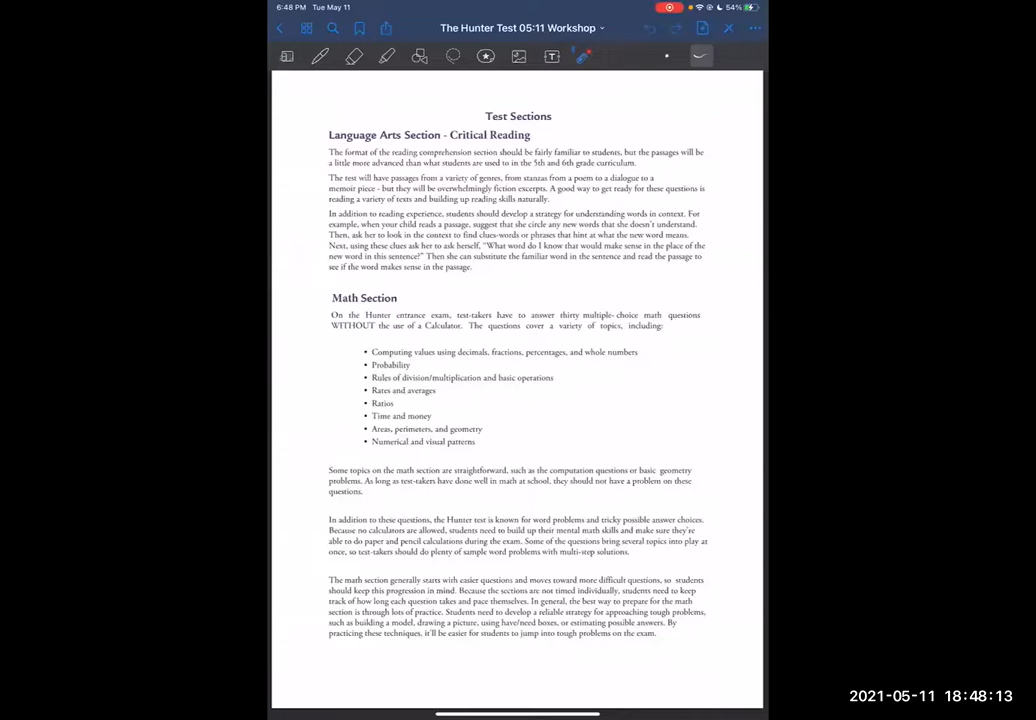 6:48 PM Tue May 11
54%
The Hunter Test 05:11 Workshop
T
Test Sections
Language Arts Section - Critical Reading
The format of the reading comprehension section should be fairly familiar to students, but the passages will be
a little more advanced than what students are used to in the 5th and 6th grade curriculum.
The test will have passages from a variety of genres, from stanzas from a poem to a dialogue to a
memoir piece - but they will be overwhelmingly fiction excerpts. A good way to get ready for these questions is
reading a variety of texts and building up reading skills naturally.
In addition to reading experience, students should develop a strategy for understanding words in context. For
example, when your child reads a passage, suggest that she circle any new words that she doesn't understand.
Then, ask her to look in the context to find clues-words or phrases that hint at what the new word means.
Next, using these clues ask her to ask herself, "What word do I know that would make sense in the place of the
new word in this sentence?" Then she can substitute the familiar word in the sentence and read the passage to
see if the word makes sense in the passage.
Math Section
On the Hunter entrance exam, test-takers have to answer thirty multiple- choice math questions
WITHOUT the use of a Calculator. The questions cover a variety of topics, including:
• Computing values using decimals, fractions, percentages, and whole numbers
• Probability
• Rules of division/multiplication and basic operations
• Rates and averages
• Ratios
• Time and money
• Areas, perimeters, and geometry
• Numerical and visual patterns
Some topics on the math section are straightforward, such as the computation questions or basic geometry
problems. As long as test-takers have done well in math at school, they should not have a problem on these
questions.
In addition to these questions, the Hunter test is known for word problems and tricky possible answer choices.
Because no calculators are allowed, students need to build up their mental math skills and make sure they're
able to do paper and pencil calculations during the exam. Some of the questions bring several topics into play at
once, so test-takers should do plenty of sample word problems with multi-step solutions.
The math section generally starts with easier questions and moves toward more difficult questions, so students
should keep this progression in mind. Because the sections are not timed individually, students need to keep
track of how long each question takes and pace themselves. In general, the best way to prepare for the math
section is through lots of practice. Students need to develop a reliable strategy for approaching tough problems,
such as building a model, drawing a picture, using have/need boxes, or estimating possible answers. By
practicing these techniques, it'll be easier for students to jump into tough problems on the exam.
2021-05-11 18:48:13